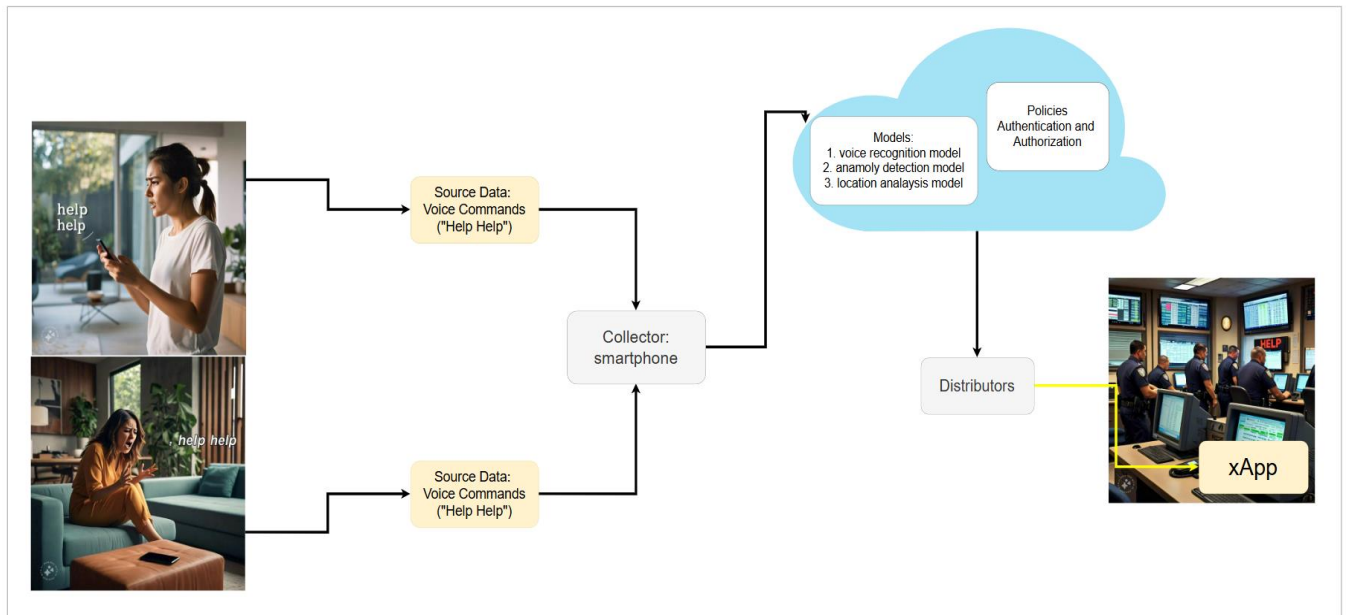 help
help
, help help
Source Data:
Voice Commands
("Help Help")
Source Data:
Voice Commands
("Help Help")
Collector:
smartphone
Models:
1. voice recognition model
2. anamoly detection model
3. location analaysis model
Policies
Authentication and
Authorization
Distributors
HELP
xApp